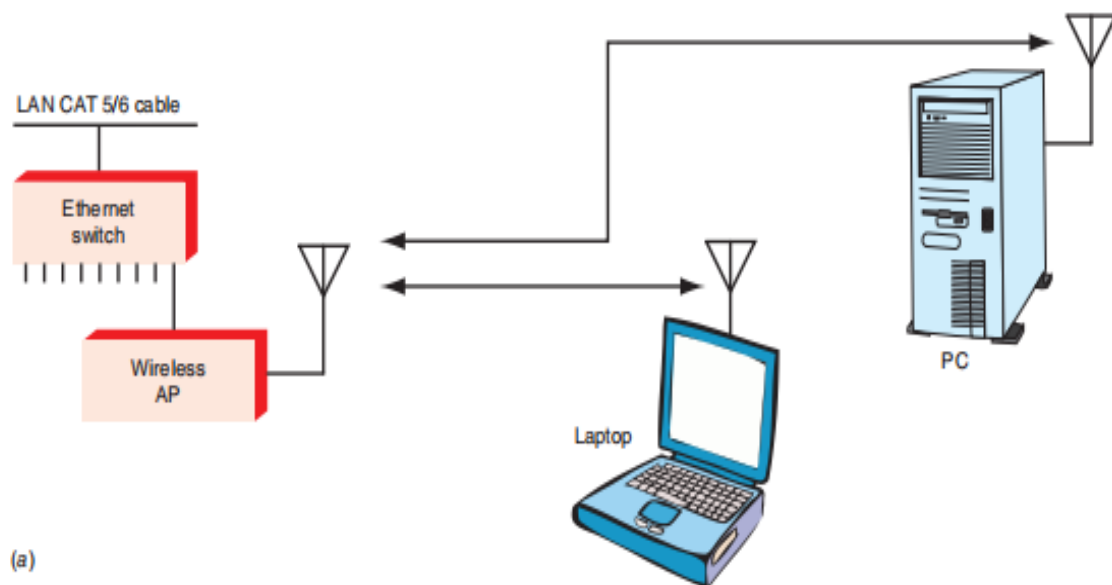 LAN CAT 5/6 cable
Ethernet
switch
Wireless
AP
Laptop
PC
(a)